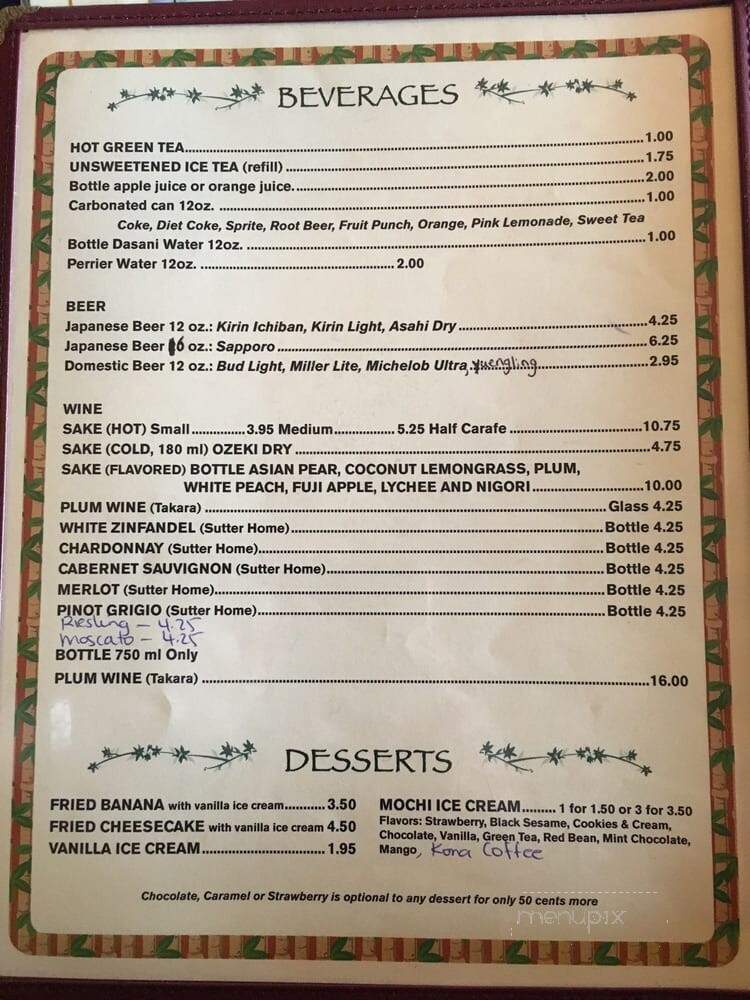 BEVERAGES
HOT GREEN TEA..........1.00
UNSWEETENED ICE TEA (refill)..........1.75
Bottle apple juice or orange juice...........2.00
Carbonated can 12oz. ..........1.00
Coke, Diet Coke, Sprite, Root Beer, Fruit Punch, Orange, Pink Lemonade, Sweet Tea
Bottle Dasani Water 12oz. ..........1.00
Perrier Water 12oz. ..........2.00
BEER
Japanese Beer 12 oz.: Kirin Ichiban, Kirin Light, Asahi Dry..........4.25
Japanese Beer 16 oz.: Sapporo..........6.25
Domestic Beer 12 oz.: Bud Light, Miller Lite, Michelob Ultra, Yuengling..........2.95
WINE
SAKE (HOT) Small..........3.95 Medium..........5.25 Half Carafe..........10.75
SAKE (COLD, 180 ml) OZEKI DRY..........4.75
SAKE (FLAVORED) BOTTLE ASIAN PEAR, COCONUT LEMONGRASS, PLUM,
WHITE PEACH, FUJI APPLE, LYCHEE AND NIGORI..........10.00
PLUM WINE (Takara)..........Glass 4.25
WHITE ZINFANDEL (Sutter Home)..........Bottle 4.25
CHARDONNAY (Sutter Home)..........Bottle 4.25
CABERNET SAUVIGNON (Sutter Home)..........Bottle 4.25
MERLOT (Sutter Home)..........Bottle 4.25
PINOT GRIGIO (Sutter Home)..........Bottle 4.25
Riesling - 4.25
Moscato - 4.25
BOTTLE 750 ml Only
PLUM WINE (Takara)..........16.00
DESSERTS
FRIED BANANA with vanilla ice cream..........3.50
FRIED CHEESECAKE with vanilla ice cream 4.50
VANILLA ICE CREAM..........1.95
MOCHI ICE CREAM......... 1 for 1.50 or 3 for 3.50
Flavors: Strawberry, Black Sesame, Cookies & Cream,
Chocolate, Vanilla, Green Tea, Red Bean, Mint Chocolate,
Mango, Kona Coffee
Chocolate, Caramel or Strawberry is optional to any dessert for only 50 cents more
menupix